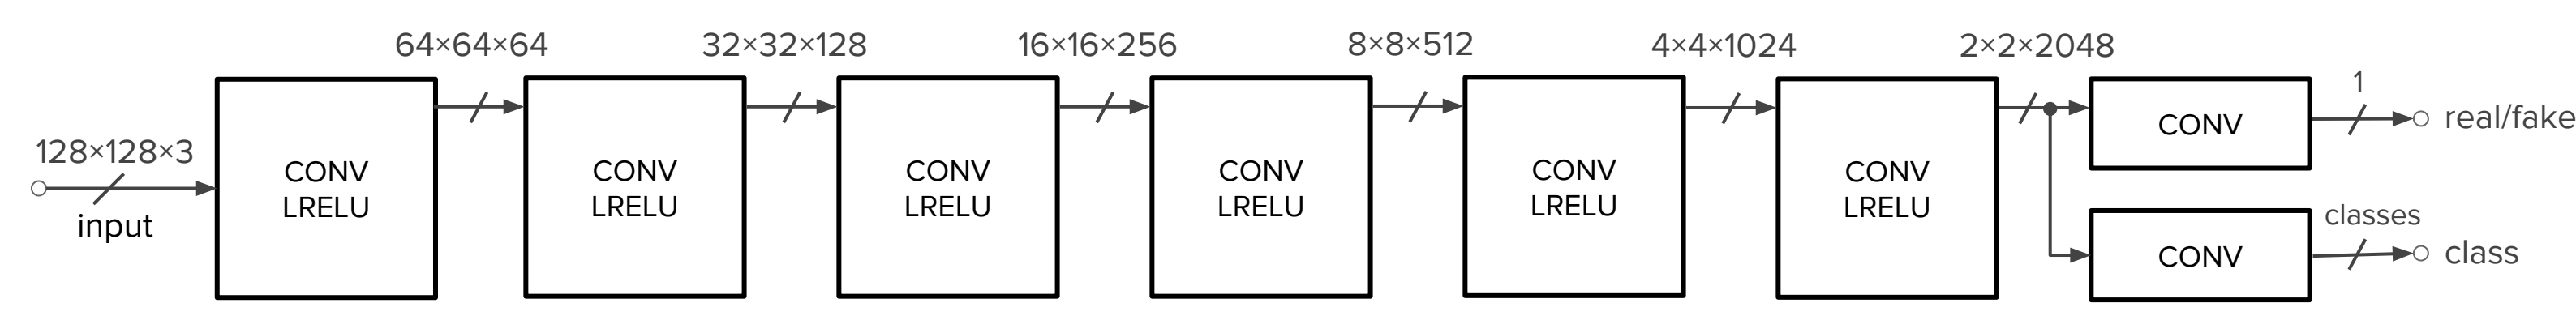 128×128×3
input
CONV
LRELU
64×64×64
CONV
LRELU
32×32×128
CONV
LRELU
16×16×256
CONV
LRELU
8×8×512
CONV
LRELU
4×4×1024
CONV
LRELU
2×2×2048
CONV
1
real/fake
CONV
classes
class